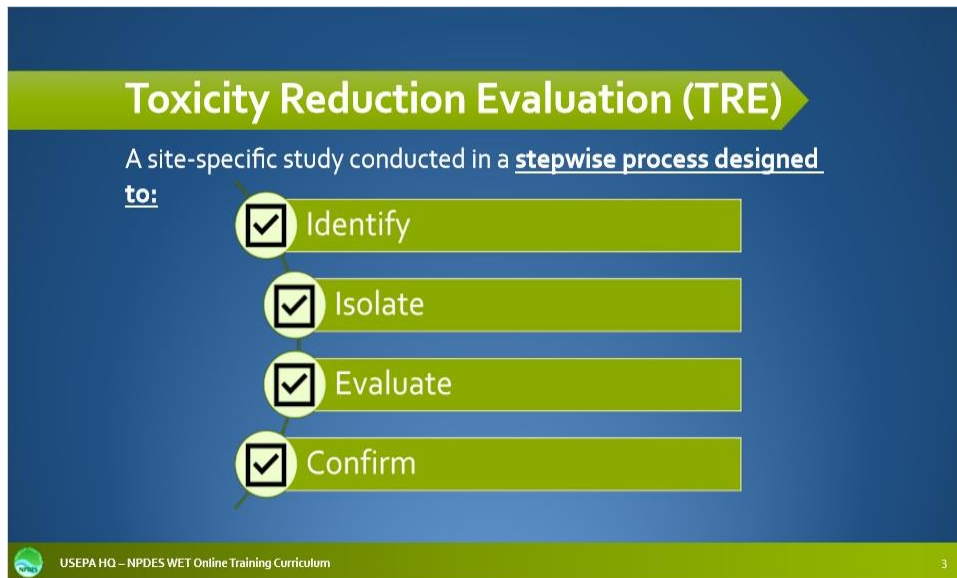 Toxicity Reduction Evaluation (TRE)
A site-specific study conducted in a stepwise process designed
to:
Identify
Isolate
Evaluate
Confirm
NPDES
USEPA HQ – NPDES WET Online Training Curriculum
3